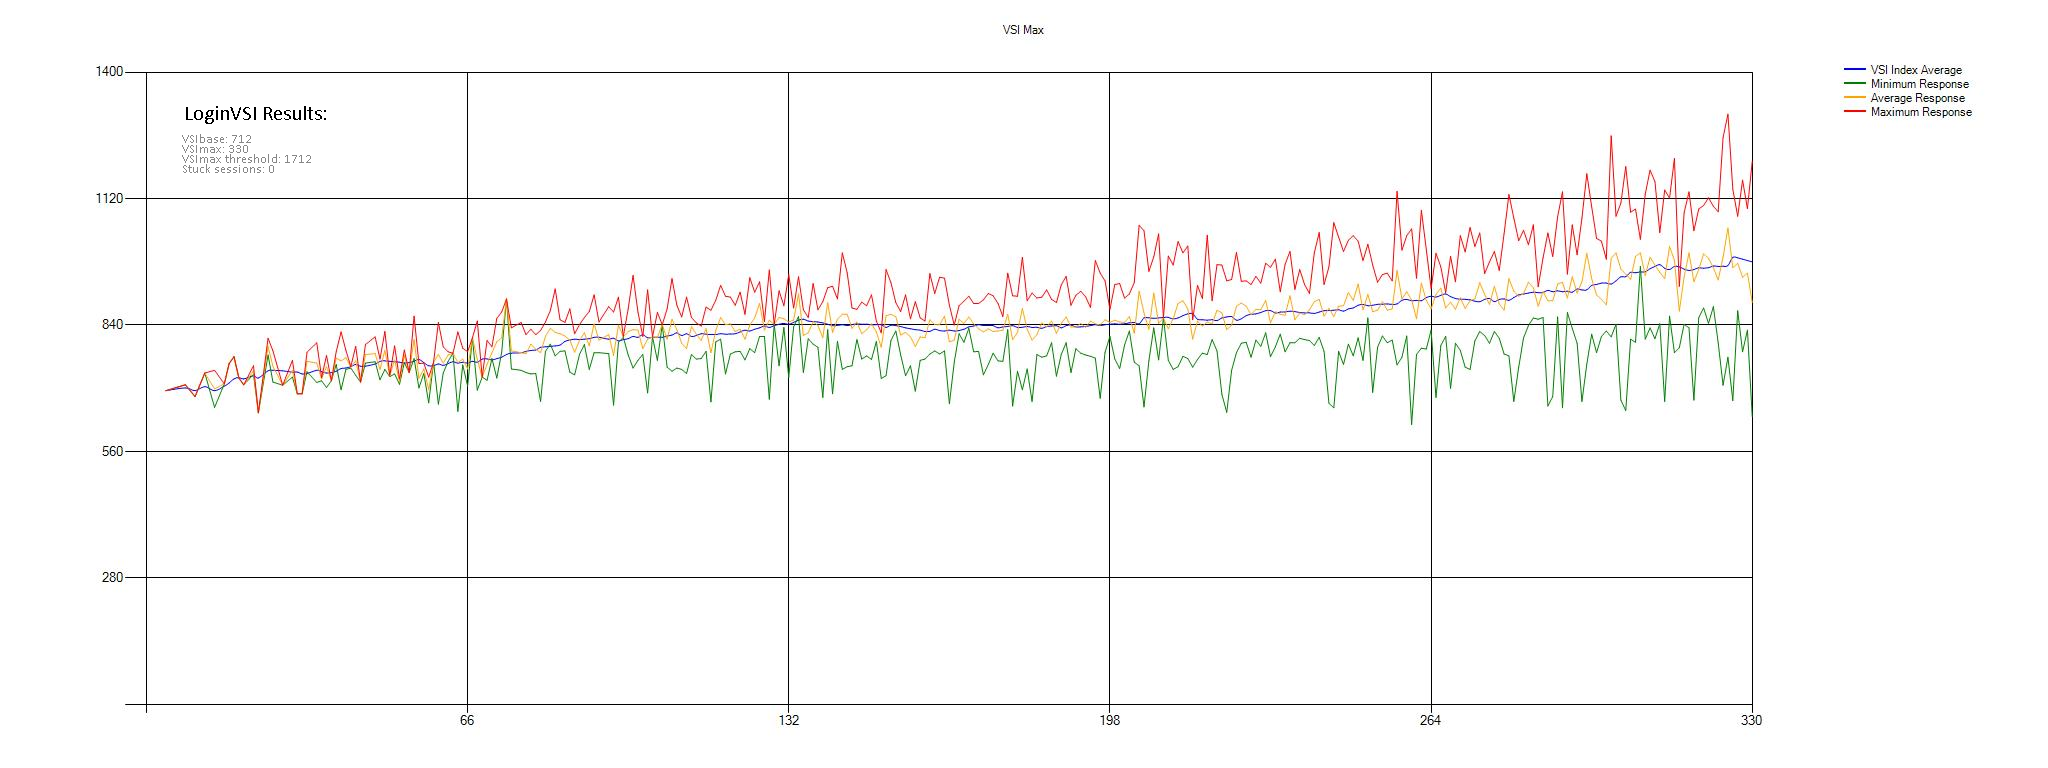 VSI Max
1400
1120
840
560
280
66
132
198
264
330
LoginVSI Results:
VSIbase: 712
VSImax: 330
VSImax threshold: 1712
Stuck sessions: 0
VSI Index Average
Minimum Response
Average Response
Maximum Response